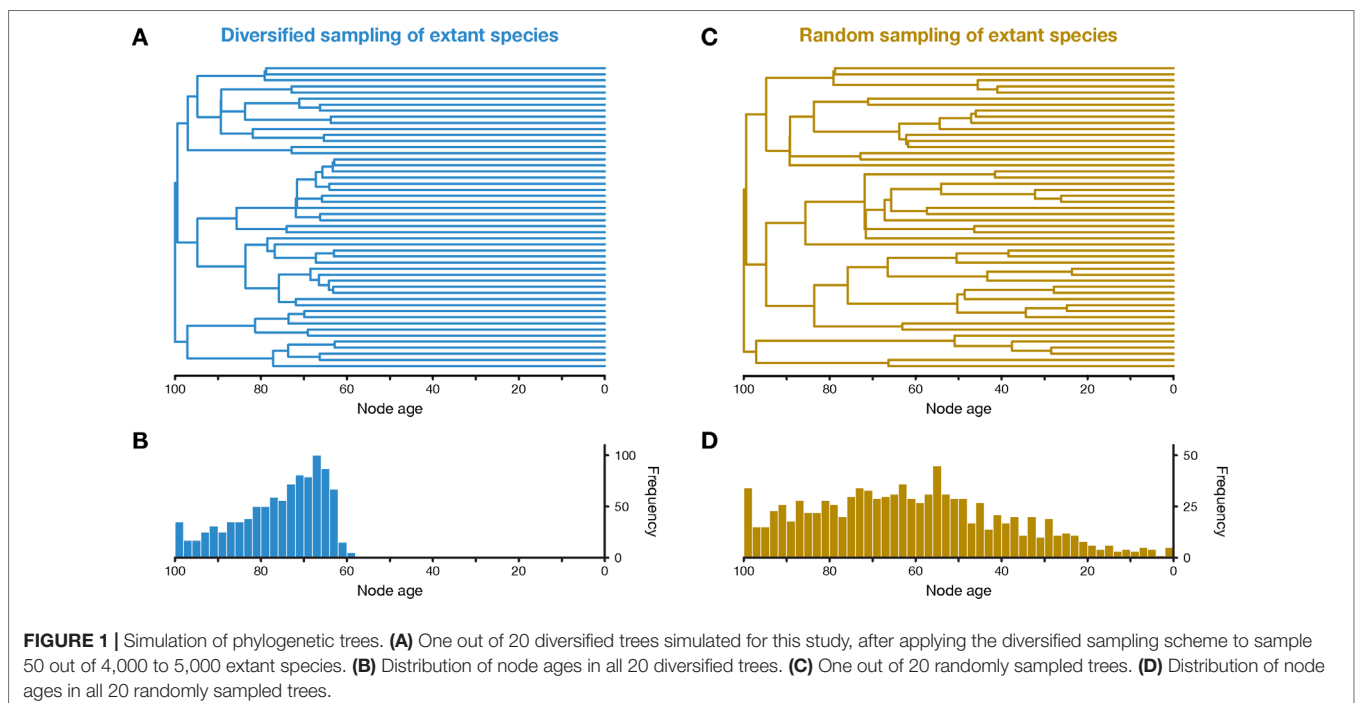 A
Diversified sampling of extant species
100 80 60 40 20 0
Node age
B
100
50
0
Frequency
100 80 60 40 20 0
Node age
C
Random sampling of extant species
100 80 60 40 20 0
Node age
D
50
25
0
Frequency
100 80 60 40 20 0
Node age
FIGURE 1 | Simulation of phylogenetic trees. (A) One out of 20 diversified trees simulated for this study, after applying the diversified sampling scheme to sample
50 out of 4,000 to 5,000 extant species. (B) Distribution of node ages in all 20 diversified trees. (C) One out of 20 randomly sampled trees. (D) Distribution of node
ages in all 20 randomly sampled trees.